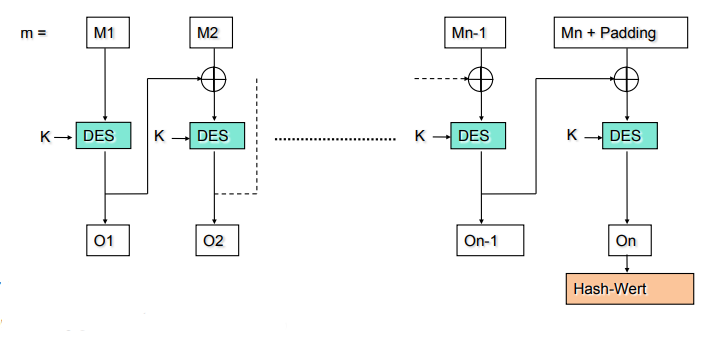 m = M1 M2 Mn-1 Mn + Padding
K DES K DES K DES K DES
O1 O2 On-1 On
Hash-Wert